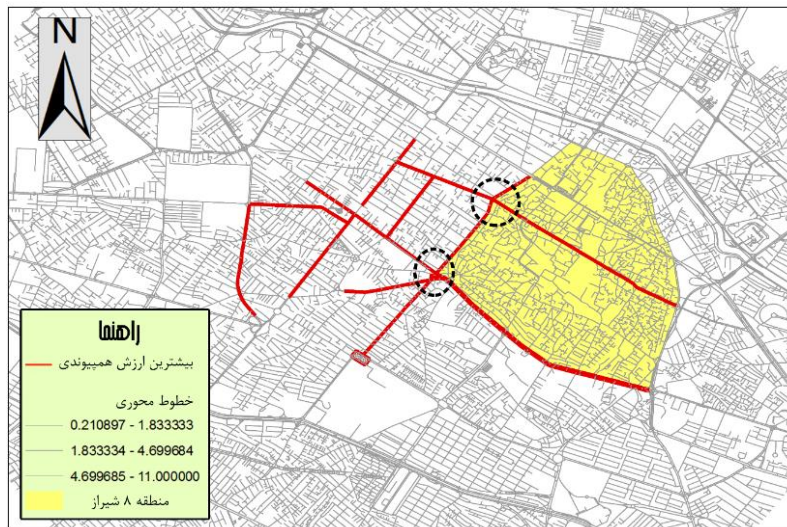 N
راهنما
بیشترین ارزش همپیوندی
خطوط محوری
0.210897 - 1.833333
1.833334 - 4.699684
4.699685 - 11.000000
منطقه ۸ شیراز